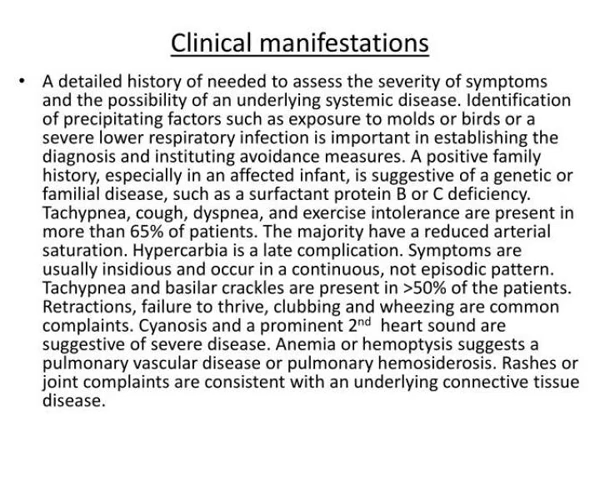 Clinical manifestations
• A detailed history of needed to assess the severity of symptoms
and the possibility of an underlying systemic disease. Identification
of precipitating factors such as exposure to molds or birds or a
severe lower respiratory infection is important in establishing the
diagnosis and instituting avoidance measures. A positive family
history, especially in an affected infant, is suggestive of a genetic or
familial disease, such as a surfactant protein B or C deficiency.
Tachypnea, cough, dyspnea, and exercise intolerance are present in
more than 65% of patients. The majority have a reduced arterial
saturation. Hypercarbia is a late complication. Symptoms are
usually insidious and occur in a continuous, not episodic pattern.
Tachypnea and basilar crackles are present in >50% of the patients.
Retractions, failure to thrive, clubbing and wheezing are common
complaints. Cyanosis and a prominent 2nd heart sound are
suggestive of severe disease. Anemia or hemoptysis suggests a
pulmonary vascular disease or pulmonary hemosiderosis. Rashes or
joint complaints are consistent with an underlying connective tissue
disease.